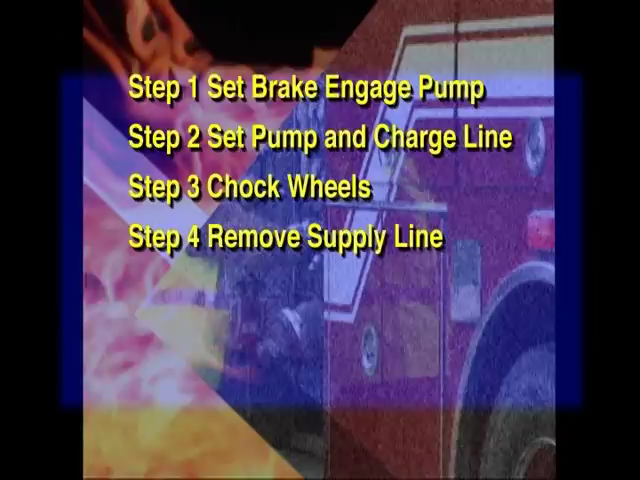 Step 1 Set Brake Engage Pump
Step 2 Set Pump and Charge Line
Step 3 Chock Wheels
Step 4 Remove Supply Line